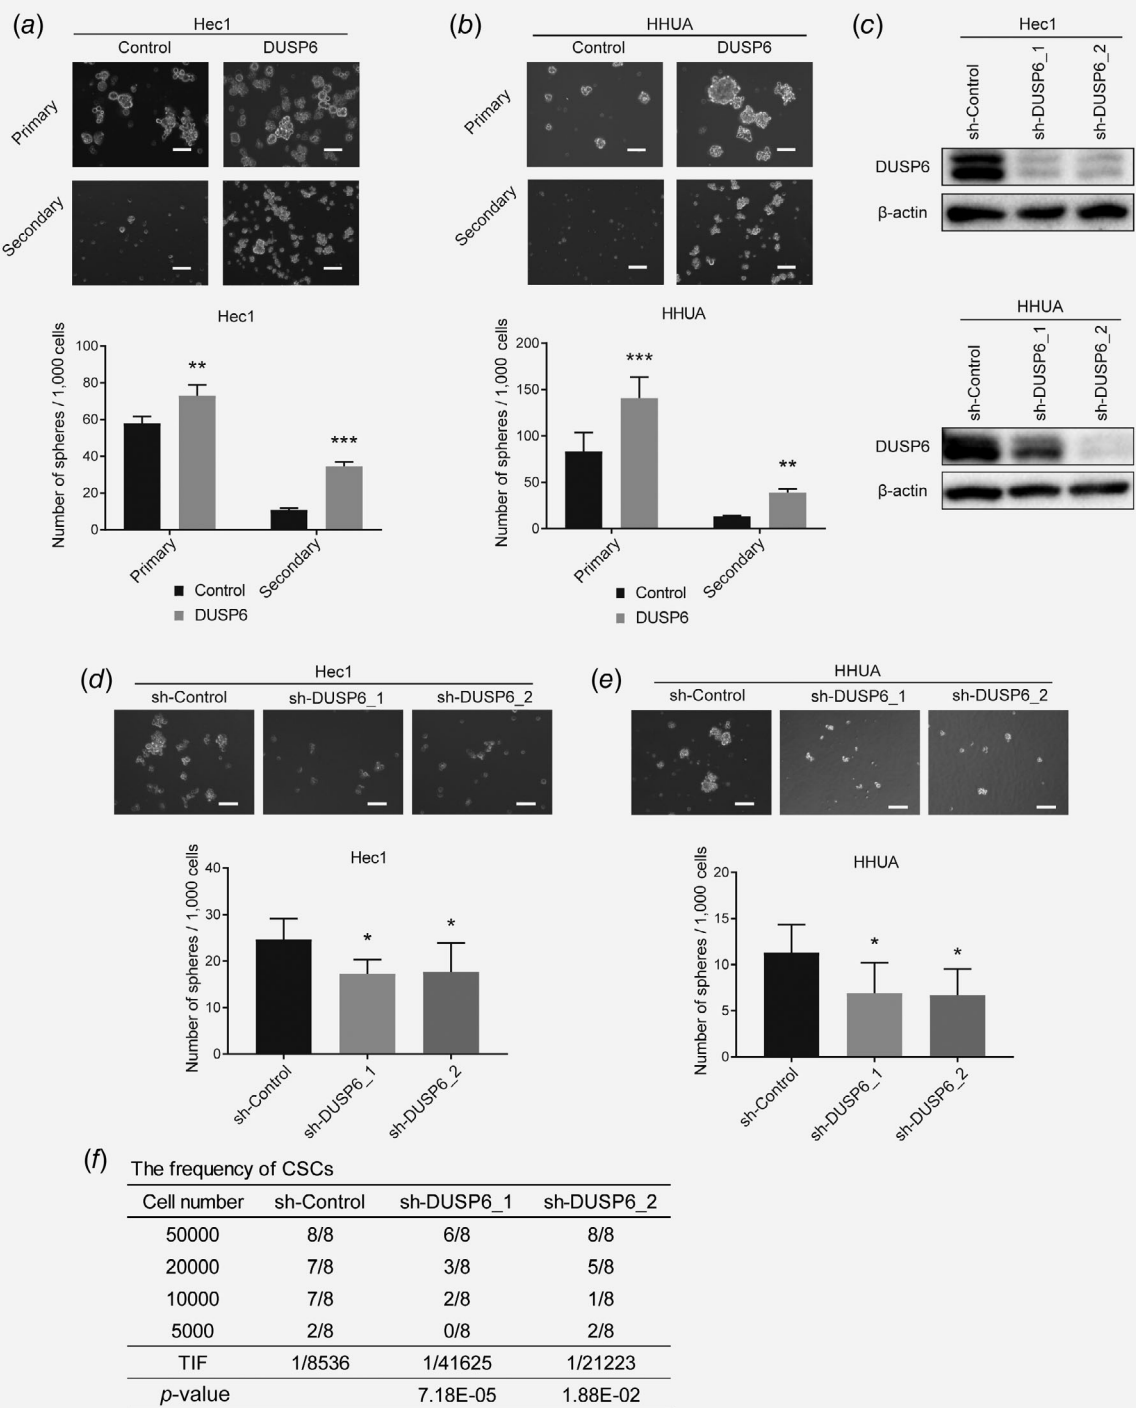 (a)
Hec1
Control DUSP6
Primary
Secondary
Hec1
Number of spheres / 1,000 cells
100
80
60
40
20
0
**
***
Primary Secondary
Control
DUSP6
(b)
HHUA
Control DUSP6
Primary
Secondary
HHUA
Number of spheres / 1,000 cells
200
150
100
50
0
***
**
Primary Secondary
Control
DUSP6
(c)
Hec1
sh-Control sh-DUSP6_1 sh-DUSP6_2
DUSP6
β-actin
HHUA
sh-Control sh-DUSP6_1 sh-DUSP6_2
DUSP6
β-actin
(d)
Hec1
sh-Control sh-DUSP6_1 sh-DUSP6_2
Hec1
Number of spheres / 1,000 cells
40
30
20
10
0
* *
sh-Control sh-DUSP6_1 sh-DUSP6_2
(e)
HHUA
sh-Control sh-DUSP6_1 sh-DUSP6_2
HHUA
Number of spheres / 1,000 cells
20
15
10
5
0
* *
sh-Control sh-DUSP6_1 sh-DUSP6_2
(f)
The frequency of CSCs
Cell number sh-Control sh-DUSP6_1 sh-DUSP6_2
50000 8/8 6/8 8/8
20000 7/8 3/8 5/8
10000 7/8 2/8 1/8
5000 2/8 0/8 2/8
TIF 1/8536 1/41625 1/21223
p-value 7.18E-05 1.88E-02